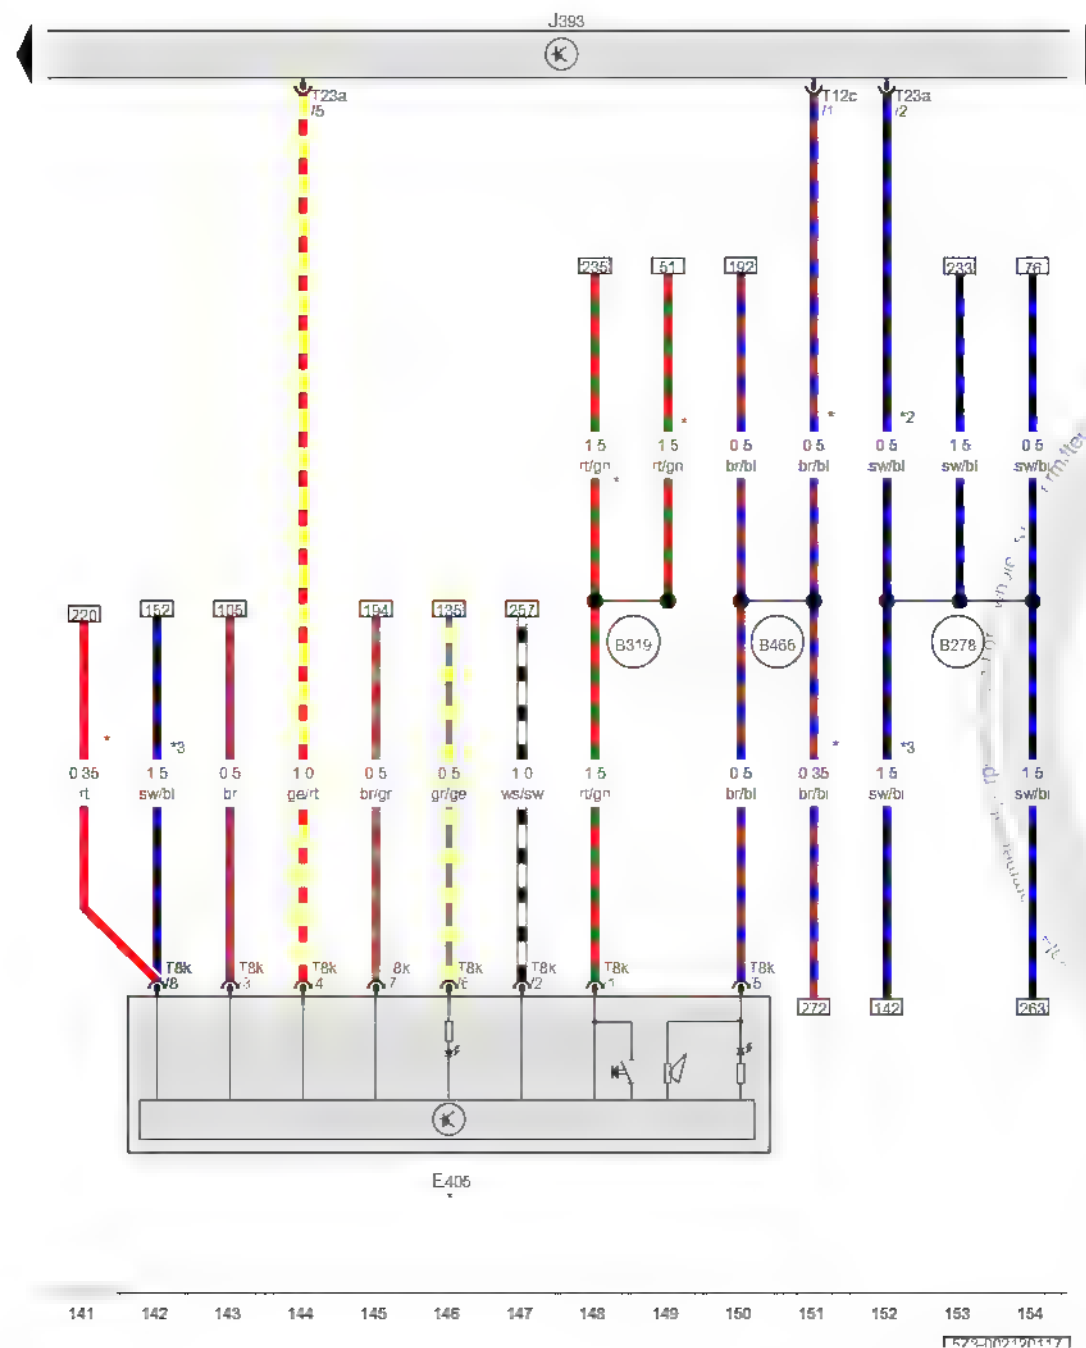 J393
T23a
/5
T12c
/1
T23a
/2
235
51
192
233
76
*
*
*2
1 5
1 5
0 5
0 5
0 5
1 5
0 5
rt/gn
rt/gn
br/bl
br/bl
sw/bl
sw/bl
sw/bl
*
220
152
105
194
135
257
B319
B466
B278
*
*3
*
*3
0 35
1 5
0 5
1 0
0 5
0 5
1 0
1 5
0 5
0 35
1 5
1 5
rt
sw/bl
br
ge/rt
br/gr
gr/ge
ws/sw
rt/gn
br/bl
br/bl
sw/bl
sw/bl
T8k
T8k
T8k
8k
T8k
T8k
T8k
T8k
/8
3
4
7
/6
/2
1
/5
272
142
263
E405
*
141
142
143
144
145
146
147
148
149
150
151
152
153
154